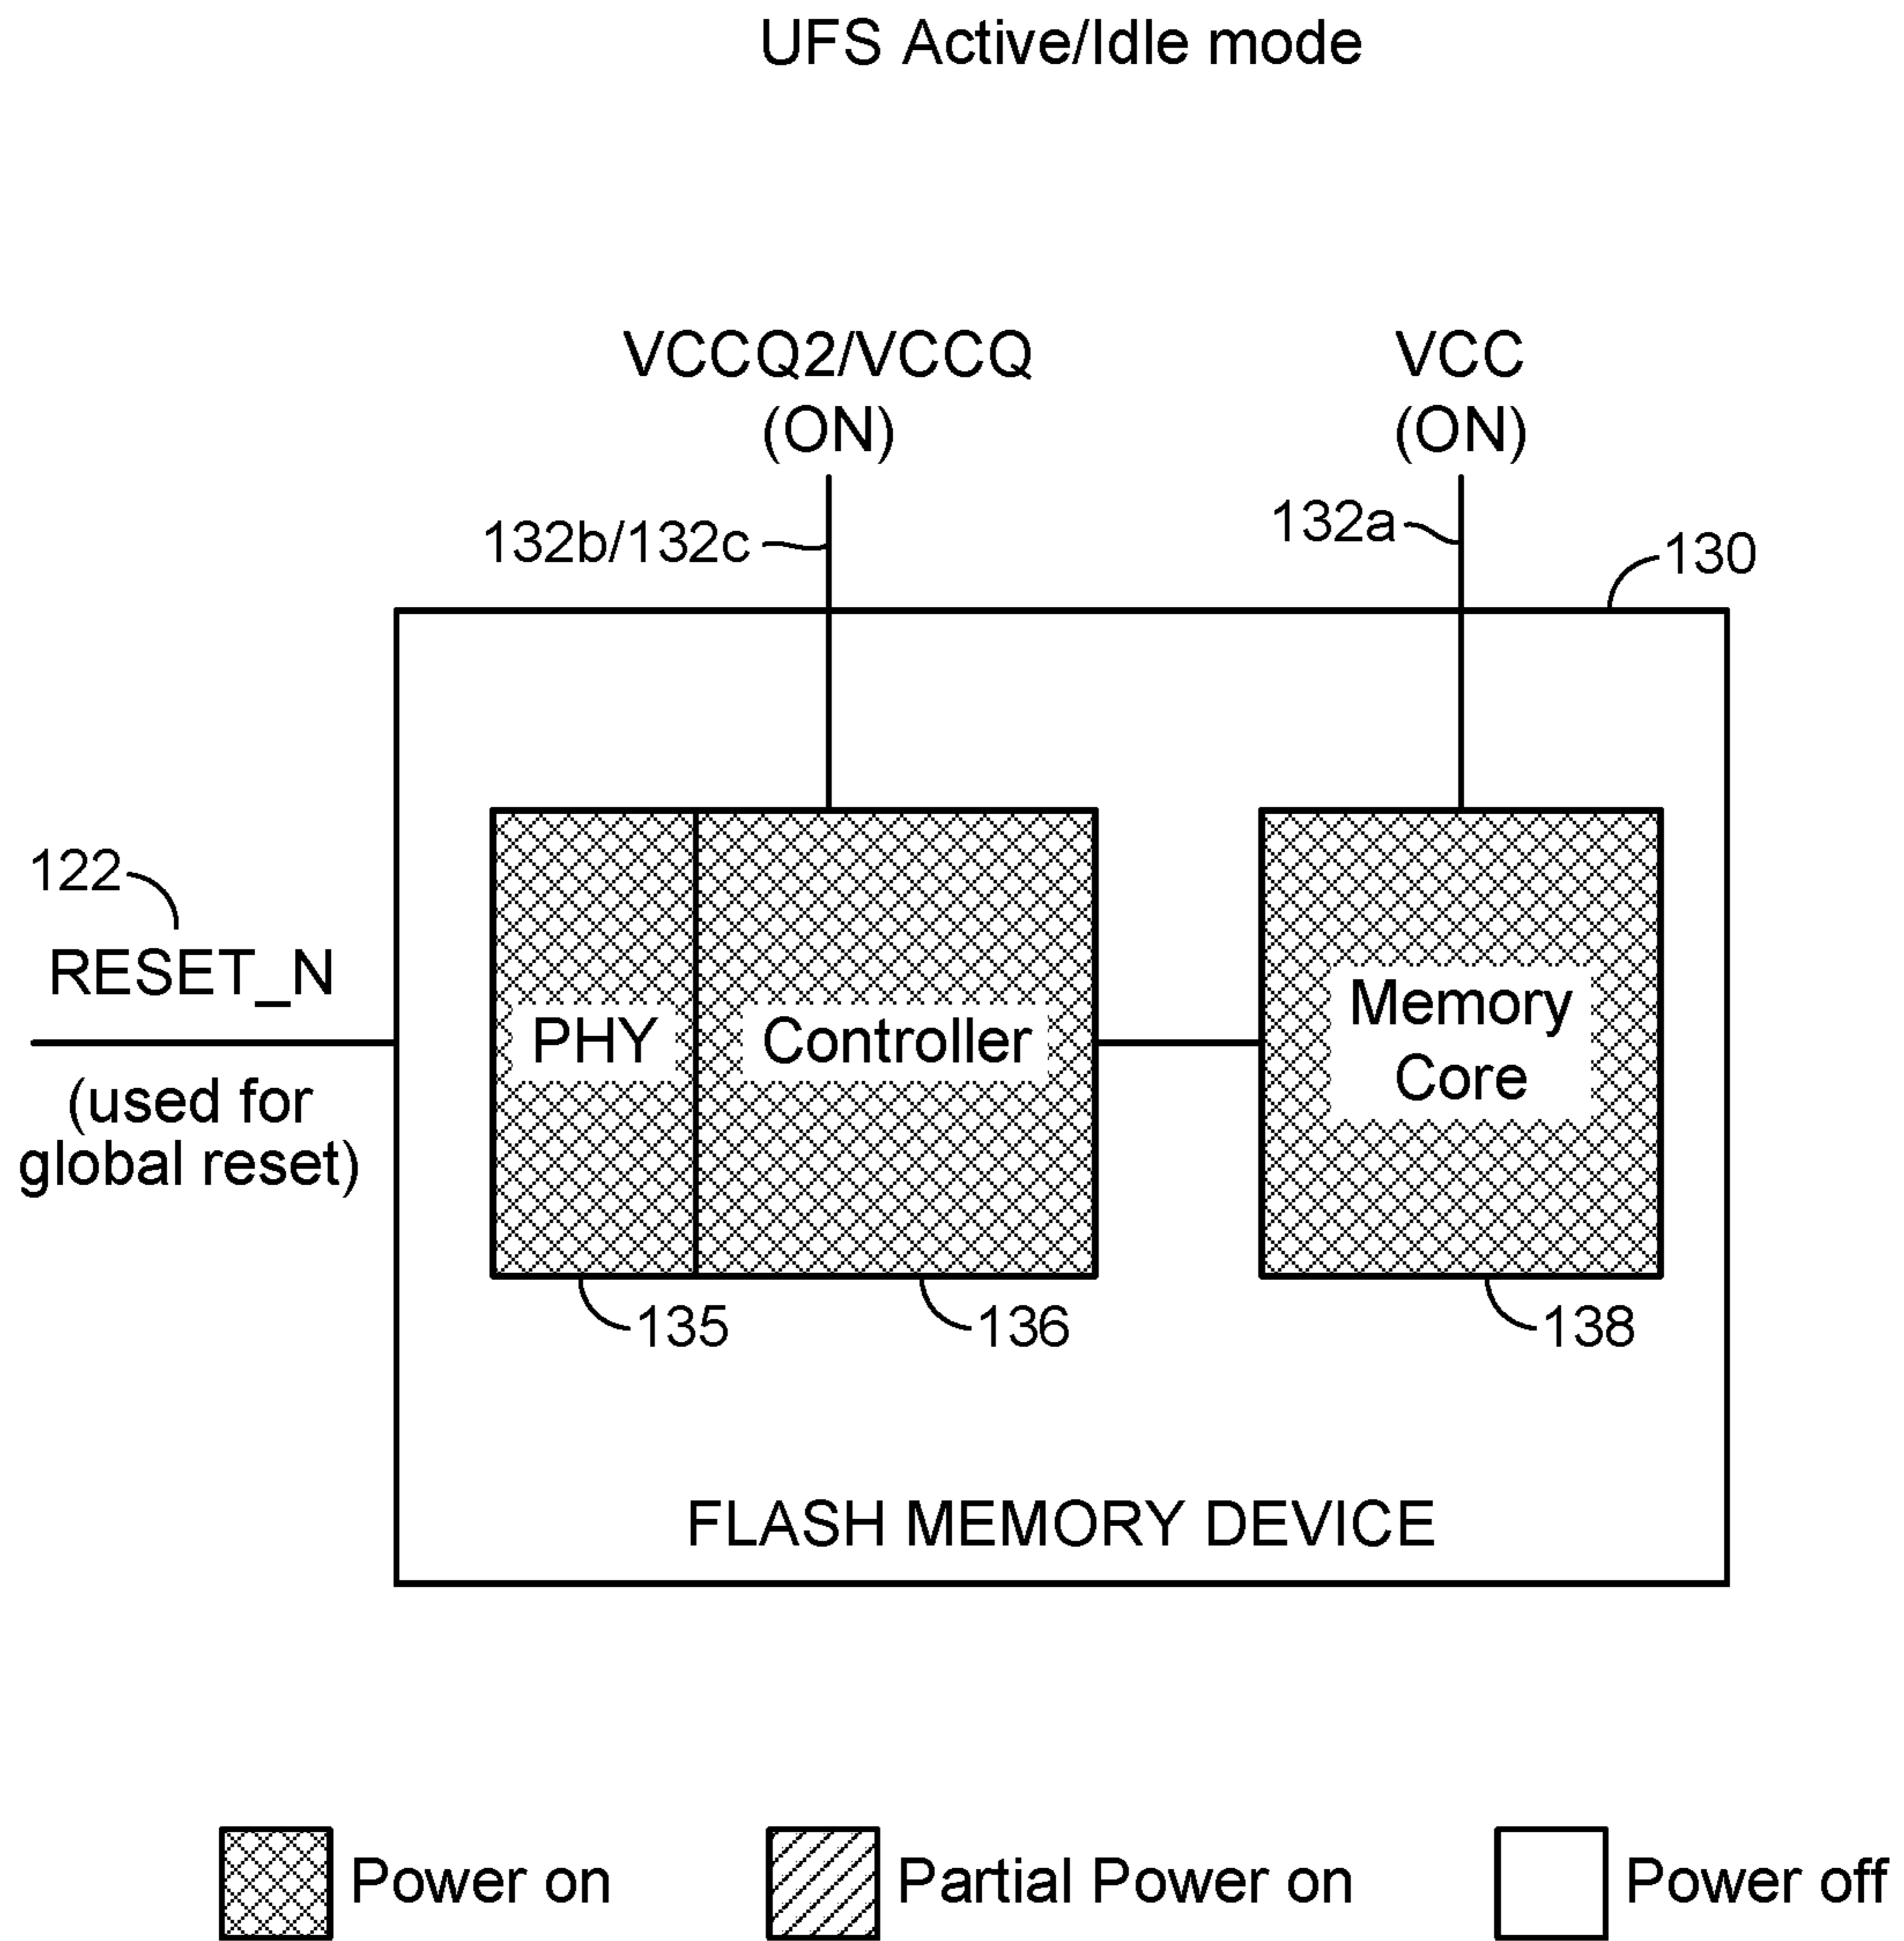 UFS Active/Idle mode
VCCQ2/VCCQ
(ON)
VCC
(ON)
132b/132c
132a
130
122
RESET_N
(used for
global reset)
PHY
Controller
Memory
Core
135
136
138
FLASH MEMORY DEVICE
Power on
Partial Power on
Power off